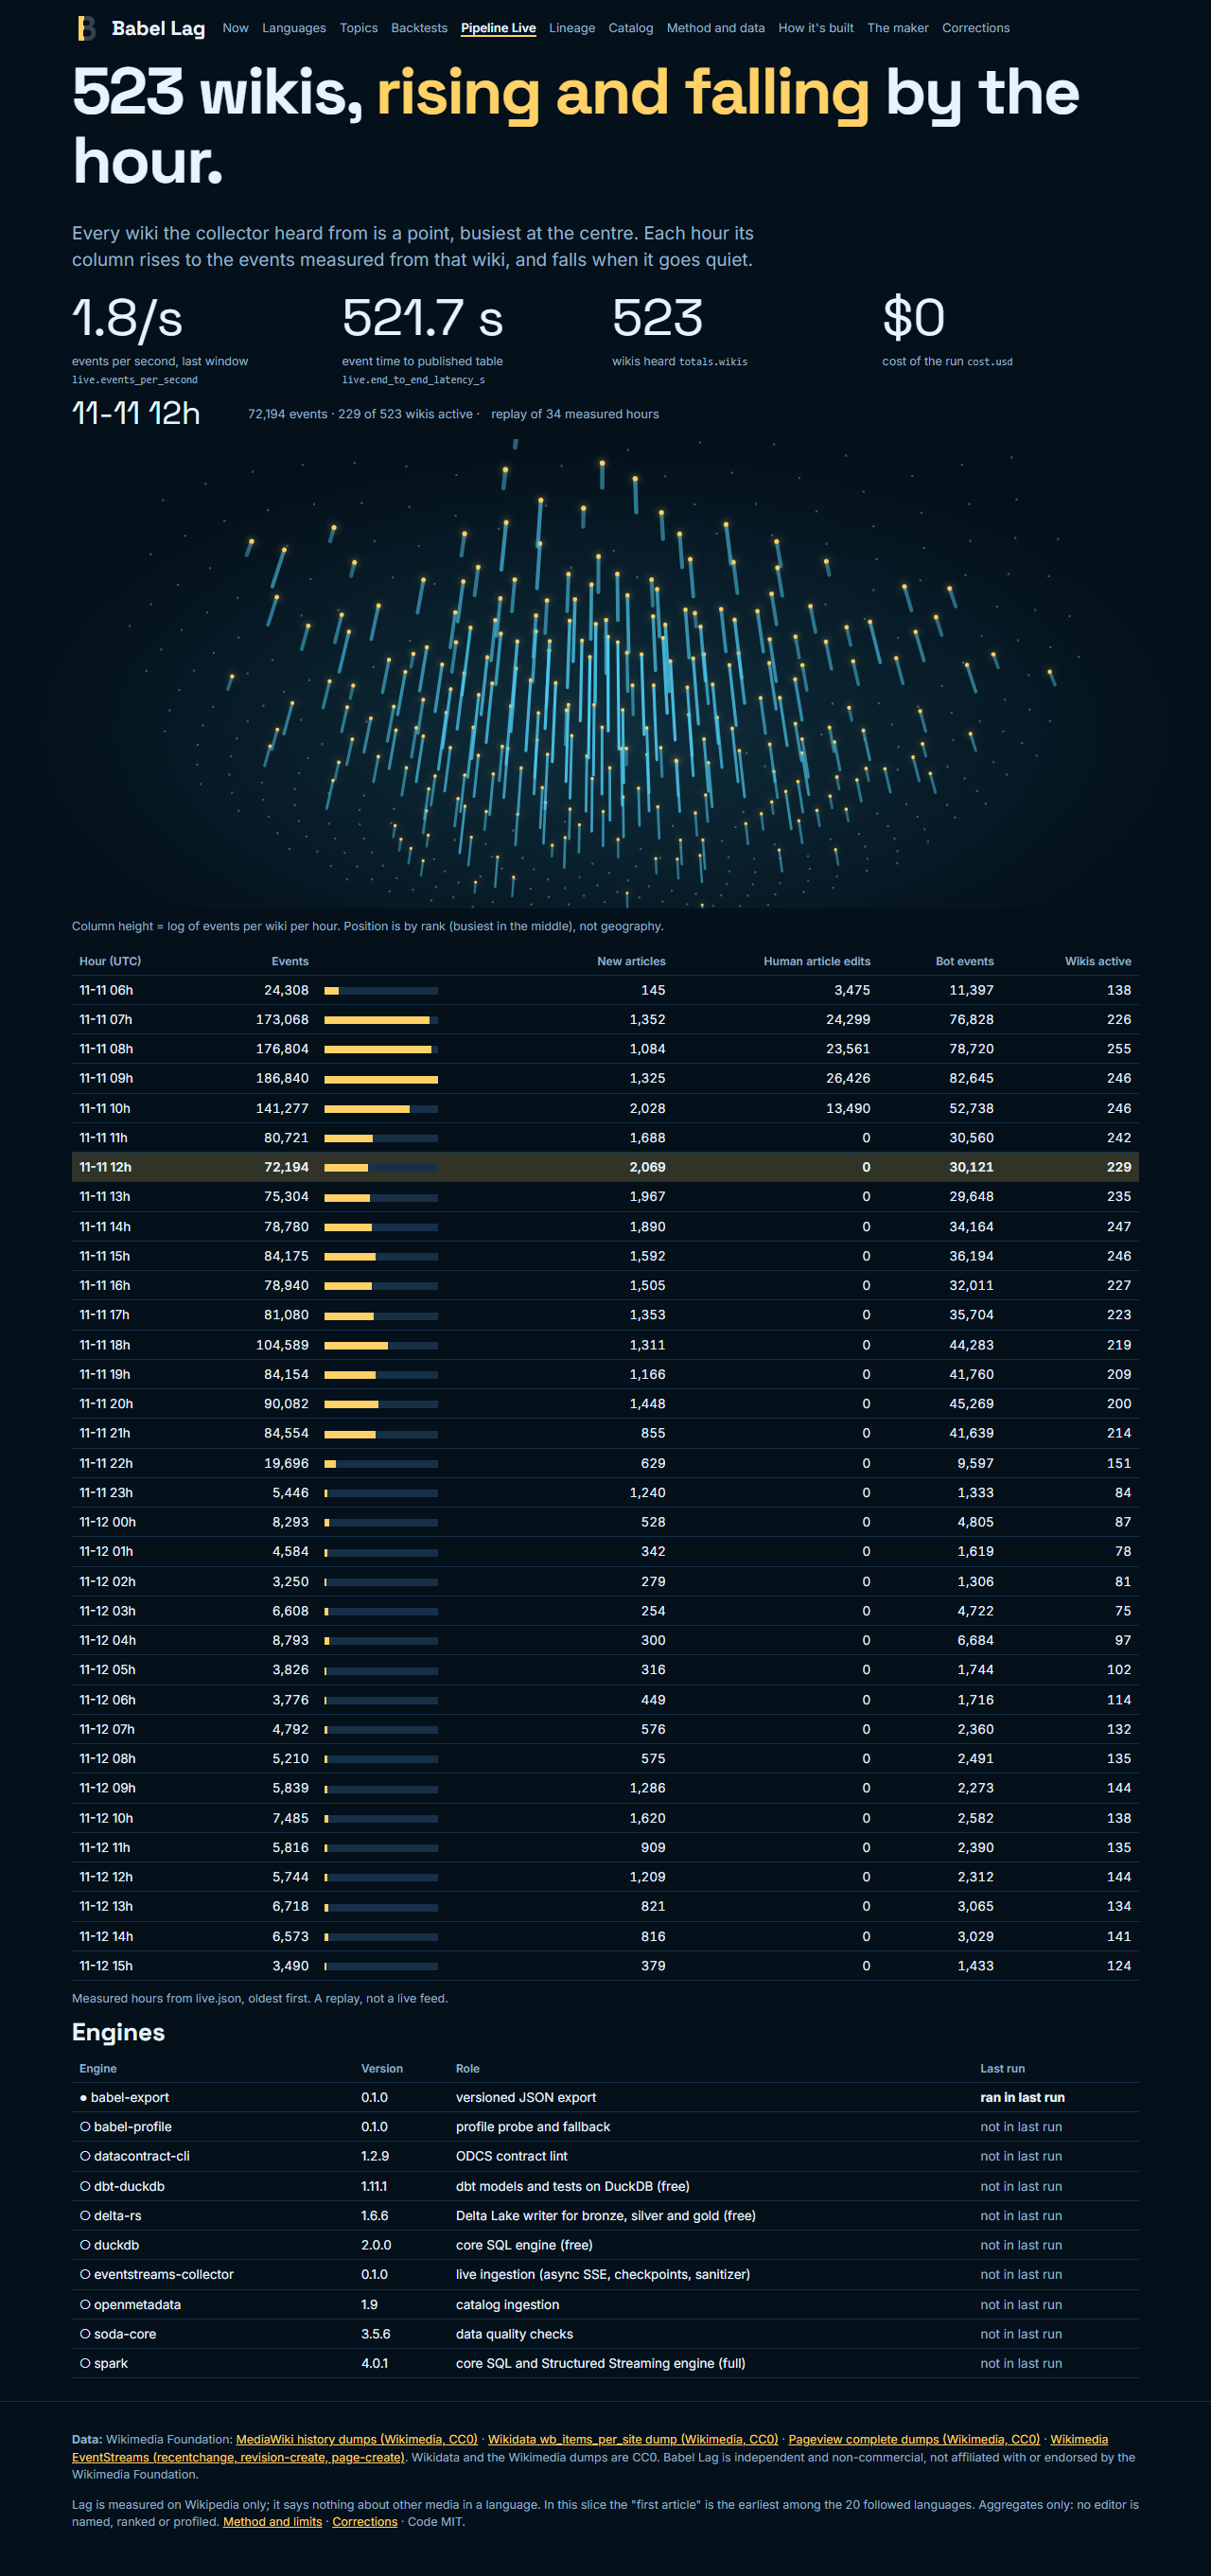 Babel Lag Now Languages Topics Backtests Pipeline Live Lineage Catalog Method and data How it's built The maker Corrections
523 wikis, rising and falling by the
hour.
Every wiki the collector heard from is a point, busiest at the centre. Each hour its
column rises to the events measured from that wiki, and falls when it goes quiet.
1.8/s 521.7 s 523 $0
events per second, last window event time to published table wikis heard totals.wikis cost of the run cost.usd
live.events_per_second live.end_to_end_latency_s
11-11 12h 72,194 events · 229 of 523 wikis active · replay of 34 measured hours
Column height = log of events per wiki per hour. Position is by rank (busiest in the middle), not geography.
Hour (UTC) Events New articles Human article edits Bot events Wikis active
11-11 06h 24,308 145 3,475 11,397 138
11-11 07h 173,068 1,352 24,299 76,828 226
11-11 08h 176,804 1,084 23,561 78,720 255
11-11 09h 186,840 1,325 26,426 82,645 246
11-11 10h 141,277 2,028 13,490 52,738 246
11-11 11h 80,721 1,688 0 30,560 242
11-11 12h 72,194 2,069 0 30,121 229
11-11 13h 75,304 1,967 0 29,648 235
11-11 14h 78,780 1,890 0 34,164 247
11-11 15h 84,175 1,592 0 36,194 246
11-11 16h 78,940 1,505 0 32,011 227
11-11 17h 81,080 1,353 0 35,704 223
11-11 18h 104,589 1,311 0 44,283 219
11-11 19h 84,154 1,166 0 41,760 209
11-11 20h 90,082 1,448 0 45,269 200
11-11 21h 84,554 855 0 41,639 214
11-11 22h 19,696 629 0 9,597 151
11-11 23h 5,446 1,240 0 1,333 84
11-12 00h 8,293 528 0 4,805 87
11-12 01h 4,584 342 0 1,619 78
11-12 02h 3,250 279 0 1,306 81
11-12 03h 6,608 254 0 4,722 75
11-12 04h 8,793 300 0 6,684 97
11-12 05h 3,826 316 0 1,744 102
11-12 06h 3,776 449 0 1,716 114
11-12 07h 4,792 576 0 2,360 132
11-12 08h 5,210 575 0 2,491 135
11-12 09h 5,839 1,286 0 2,273 144
11-12 10h 7,485 1,620 0 2,582 138
11-12 11h 5,816 909 0 2,390 135
11-12 12h 5,744 1,209 0 2,312 144
11-12 13h 6,718 821 0 3,065 134
11-12 14h 6,573 816 0 3,029 141
11-12 15h 3,490 379 0 1,433 124
Measured hours from live.json, oldest first. A replay, not a live feed.
Engines
Engine Version Role Last run
● babel-export 0.1.0 versioned JSON export ran in last run
○ babel-profile 0.1.0 profile probe and fallback not in last run
○ datacontract-cli 1.2.9 ODCS contract lint not in last run
○ dbt-duckdb 1.11.1 dbt models and tests on DuckDB (free) not in last run
○ delta-rs 1.6.6 Delta Lake writer for bronze, silver and gold (free) not in last run
○ duckdb 2.0.0 core SQL engine (free) not in last run
○ eventstreams-collector 0.1.0 live ingestion (async SSE, checkpoints, sanitizer) not in last run
○ openmetadata 1.9 catalog ingestion not in last run
○ soda-core 3.5.6 data quality checks not in last run
○ spark 4.0.1 core SQL and Structured Streaming engine (full) not in last run
Data: Wikimedia Foundation: MediaWiki history dumps (Wikimedia, CC0) · Wikidata wb_items_per_site dump (Wikimedia, CC0) · Pageview complete dumps (Wikimedia, CC0) · Wikimedia
EventStreams (recentchange, revision-create, page-create). Wikidata and the Wikimedia dumps are CC0. Babel Lag is independent and non-commercial, not affiliated with or endorsed by the
Wikimedia Foundation.
Lag is measured on Wikipedia only; it says nothing about other media in a language. In this slice the "first article" is the earliest among the 20 followed languages. Aggregates only: no editor is
named, ranked or profiled. Method and limits · Corrections · Code MIT.